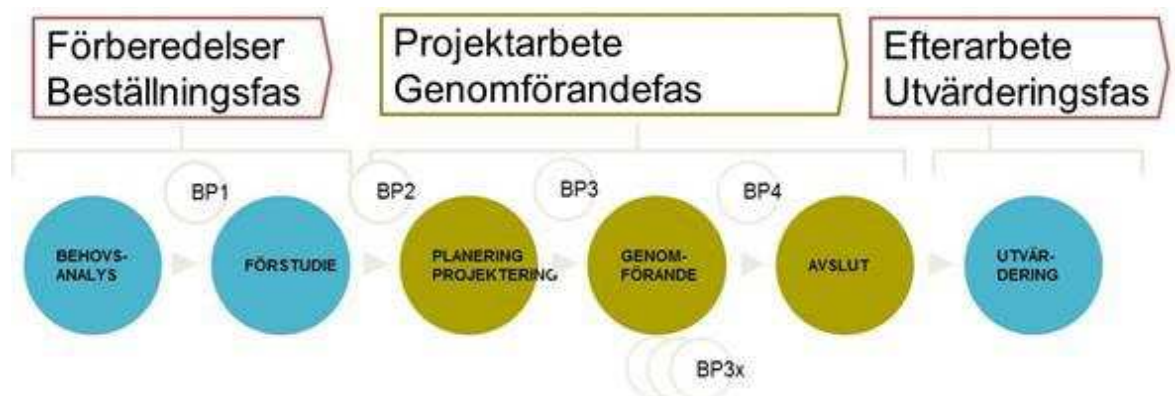 Förberedelser
Beställningsfas
Projektarbete
Genomförandefas
Efterarbete
Utvärderingsfas
BP1
BP2
BP3
BP4
BEHOVS-
ANALYS
FÖRSTUDIE
PLANERING
PROJEKTERING
GENOM-
FÖRANDE
AVSLUT
UTVÄR-
DERING
BP3x